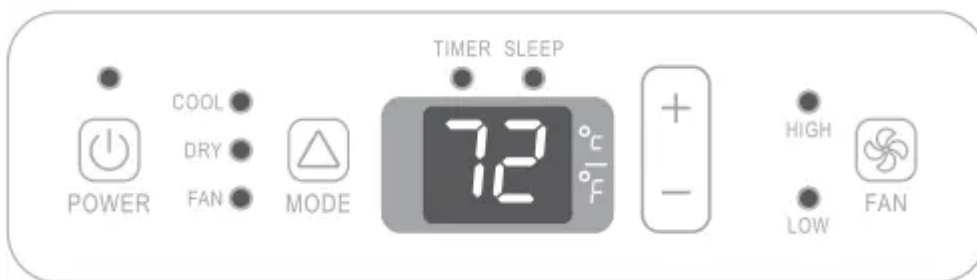 TIMER SLEEP
COOL
DRY
FAN
POWER
MODE
72
°C
°F
+
−
HIGH
LOW
FAN